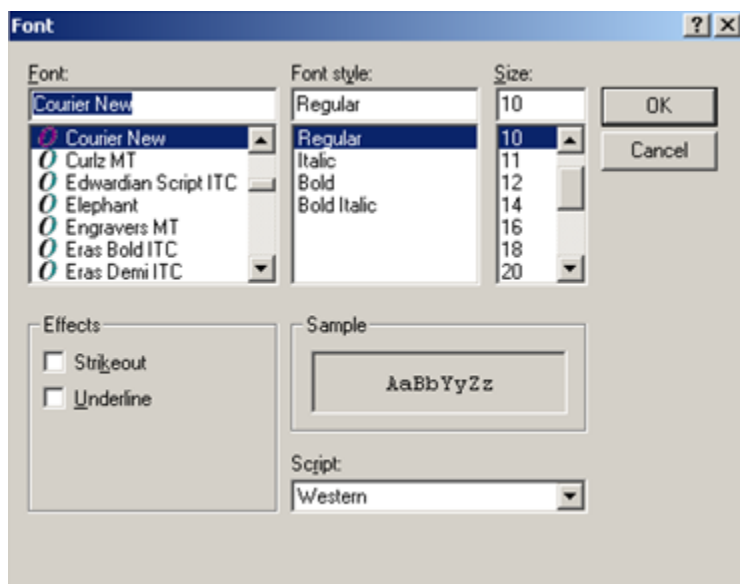 Font
Font:
Courier New
Courier New
Curlz MT
Edwardian Script ITC
Elephant
Engravers MT
Eras Bold ITC
Eras Demi ITC
Font style:
Regular
Regular
Italic
Bold
Bold Italic
Size:
10
10
11
12
14
16
18
20
OK
Cancel
Effects
Strikeout
Underline
Sample
AaBbYyZz
Script:
Western